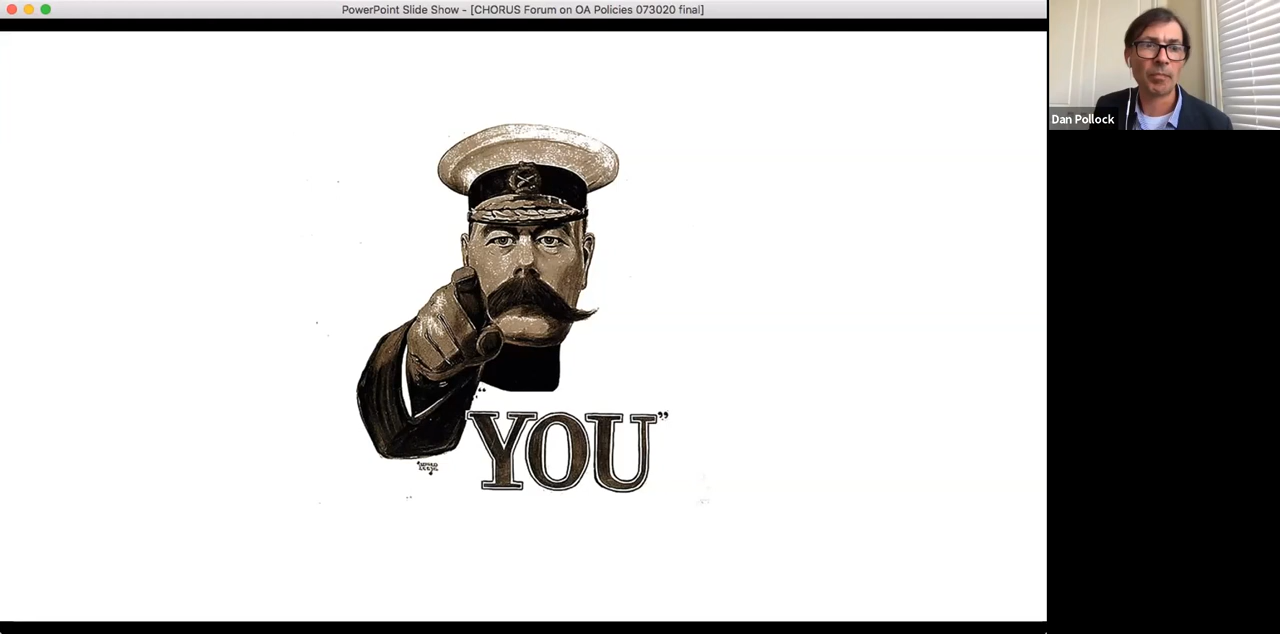 PowerPoint Slide Show - [CHORUS Forum on OA Policies 073020 final]
Dan Pollock
"YOU"